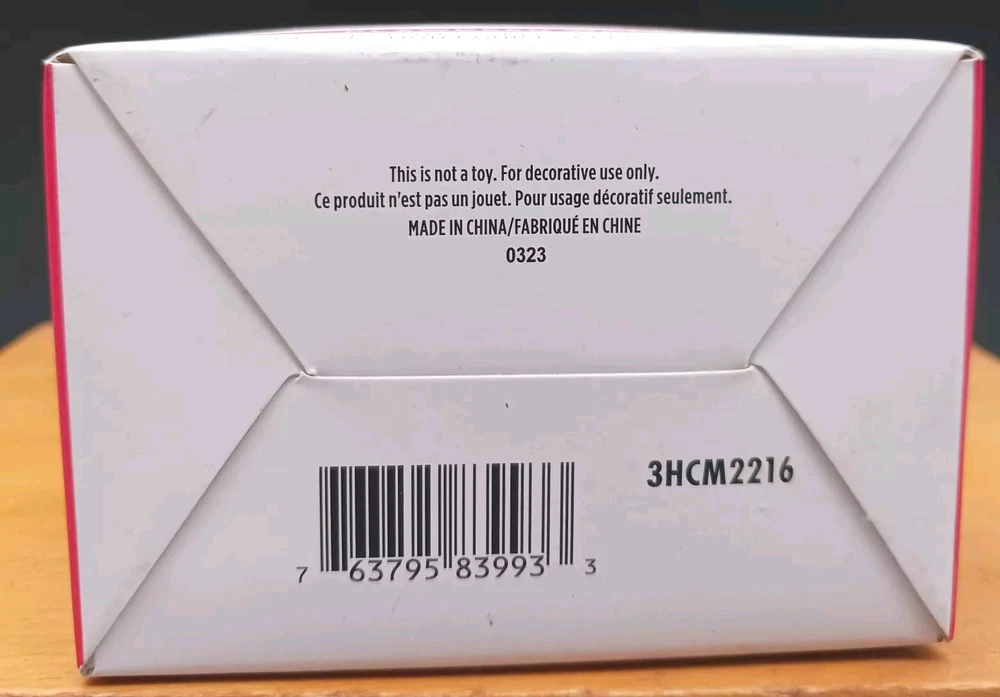 This is not a toy. For decorative use only.
Ce produit n'est pas un jouet. Pour usage décoratif seulement.
MADE IN CHINA/FABRIQUÉ EN CHINE
0323
3HCM2216
7 63795 83993 3